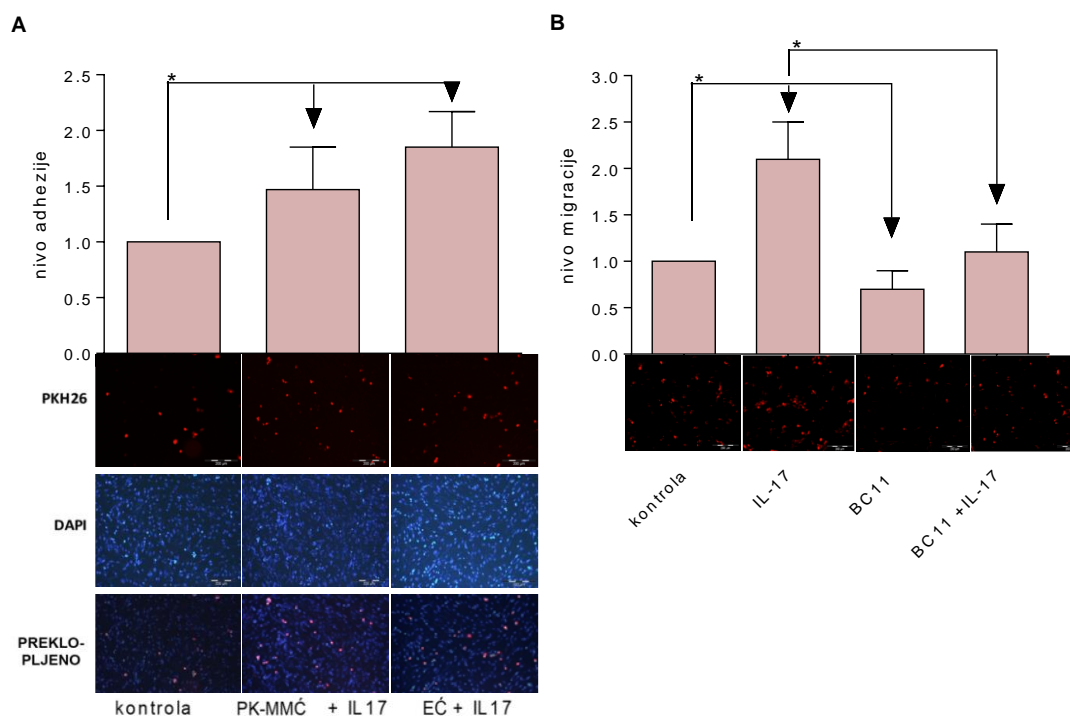 A
B
*
2.5
2.0
1.5
1.0
0.5
0.0
nivo adhezije
PKH26
DAPI
PREKLO-
PLJENO
kontrola PK-MMĆ + IL17 EĆ + IL17
*
*
3.0
2.5
2.0
1.5
1.0
0.5
0.0
nivo migracije
kontrola
IL-17
BC11
BC11 +IL-17